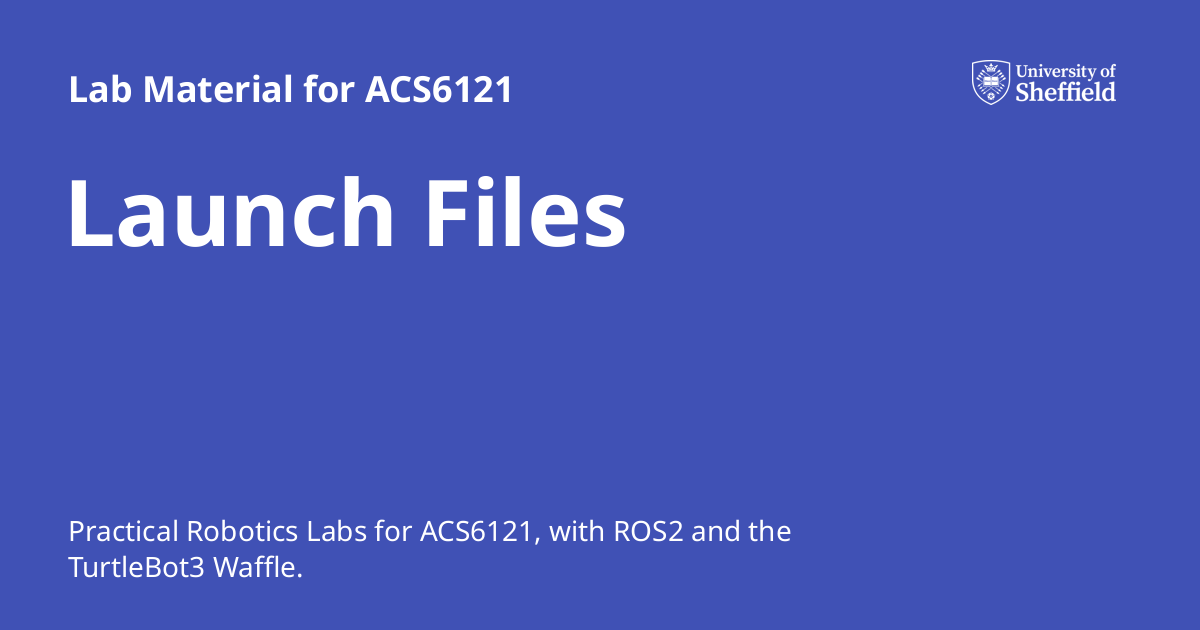 Lab Material for ACS6121
University of
Sheffield
Launch Files
Practical Robotics Labs for ACS6121, with ROS2 and the
TurtleBot3 Waffle.